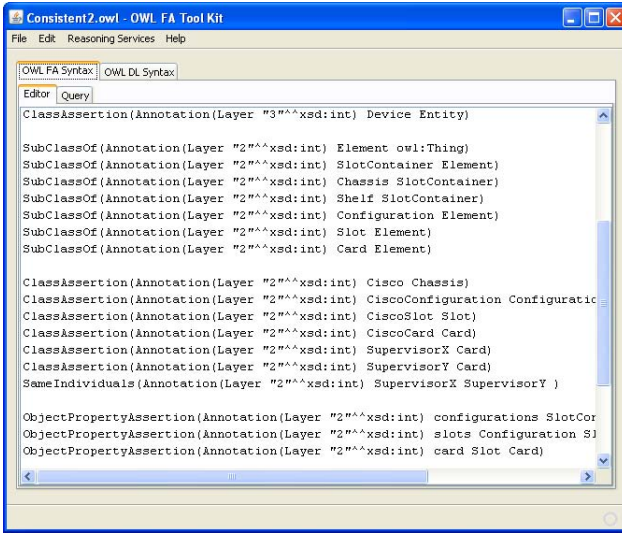 Consistent2.owl - OWL FA Tool Kit
File Edit Reasoning Services Help
OWL FA Syntax OWL DL Syntax
Editor Query
ClassAssertion(Annotation(Layer "3"^^xsd:int) Device Entity)
SubClassOf(Annotation(Layer "2"^^xsd:int) Element owl:Thing)
SubClassOf(Annotation(Layer "2"^^xsd:int) SlotContainer Element)
SubClassOf(Annotation(Layer "2"^^xsd:int) Chassis SlotContainer)
SubClassOf(Annotation(Layer "2"^^xsd:int) Shelf SlotContainer)
SubClassOf(Annotation(Layer "2"^^xsd:int) Configuration Element)
SubClassOf(Annotation(Layer "2"^^xsd:int) Slot Element)
SubClassOf(Annotation(Layer "2"^^xsd:int) Card Element)
ClassAssertion(Annotation(Layer "2"^^xsd:int) Cisco Chassis)
ClassAssertion(Annotation(Layer "2"^^xsd:int) CiscoConfiguration Configuratic
ClassAssertion(Annotation(Layer "2"^^xsd:int) CiscoSlot Slot)
ClassAssertion(Annotation(Layer "2"^^xsd:int) CiscoCard Card)
ClassAssertion(Annotation(Layer "2"^^xsd:int) SupervisorX Card)
ClassAssertion(Annotation(Layer "2"^^xsd:int) SupervisorY Card)
SameIndividuals(Annotation(Layer "2"^^xsd:int) SupervisorX SupervisorY )
ObjectPropertyAssertion(Annotation(Layer "2"^^xsd:int) configurations SlotCor
ObjectPropertyAssertion(Annotation(Layer "2"^^xsd:int) slots Configuration Sl
ObjectPropertyAssertion(Annotation(Layer "2"^^xsd:int) card Slot Card)